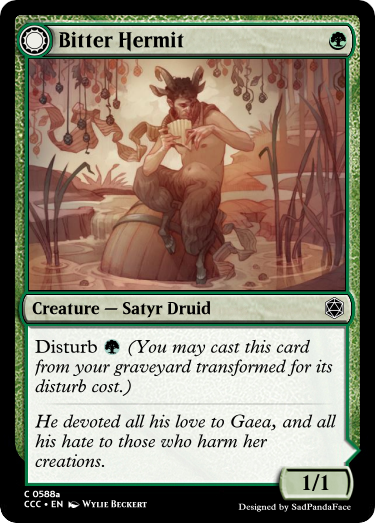 Bitter Hermit
Creature — Satyr Druid
Disturb (You may cast this card
from your graveyard transformed for its
disturb cost.)
He devoted all his love to Gaea, and all
his hate to those who harm her
creations.
1/1
C 0588a
CCC • EN Wylie Beckert
Designed by SadPandaFace